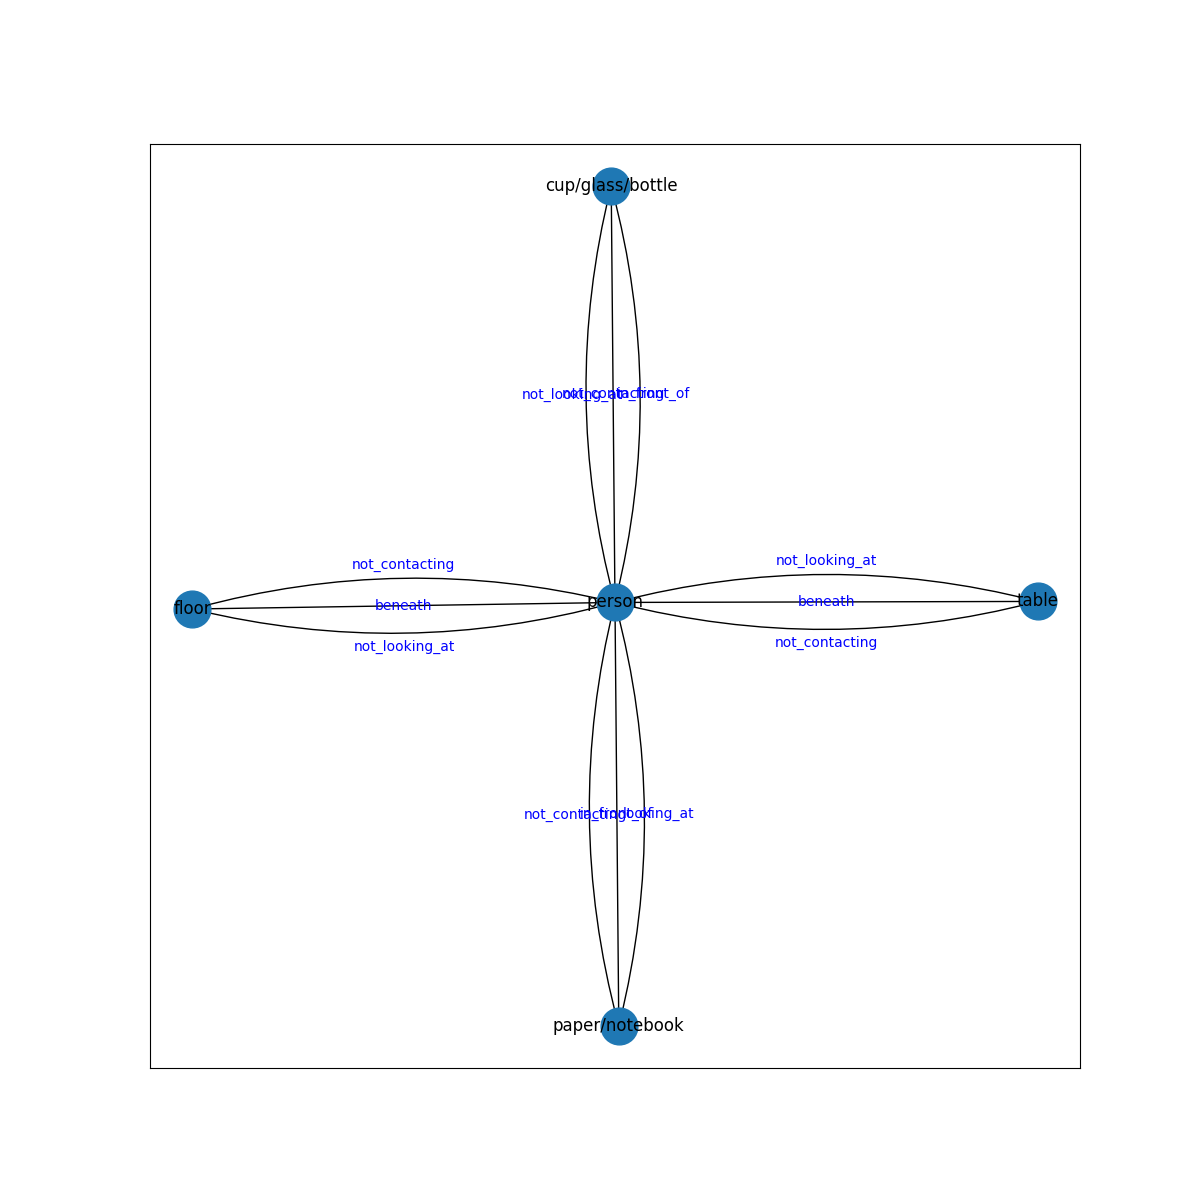 cup/glass/bottle
not_looking_at
not_contacting
in_front_of
not_contacting
not_looking_at
beneath
beneath
floor
person
table
not_looking_at
not_contacting
not_contacting
in_front_of
looking_at
paper/notebook